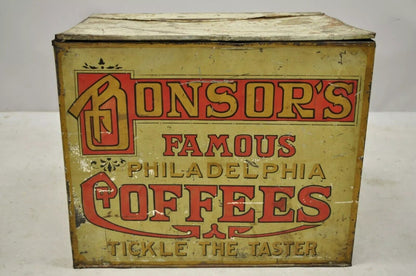 BONSOR'S
FAMOUS
PHILADELPHIA
COFFEES
TICKLE THE TASTER